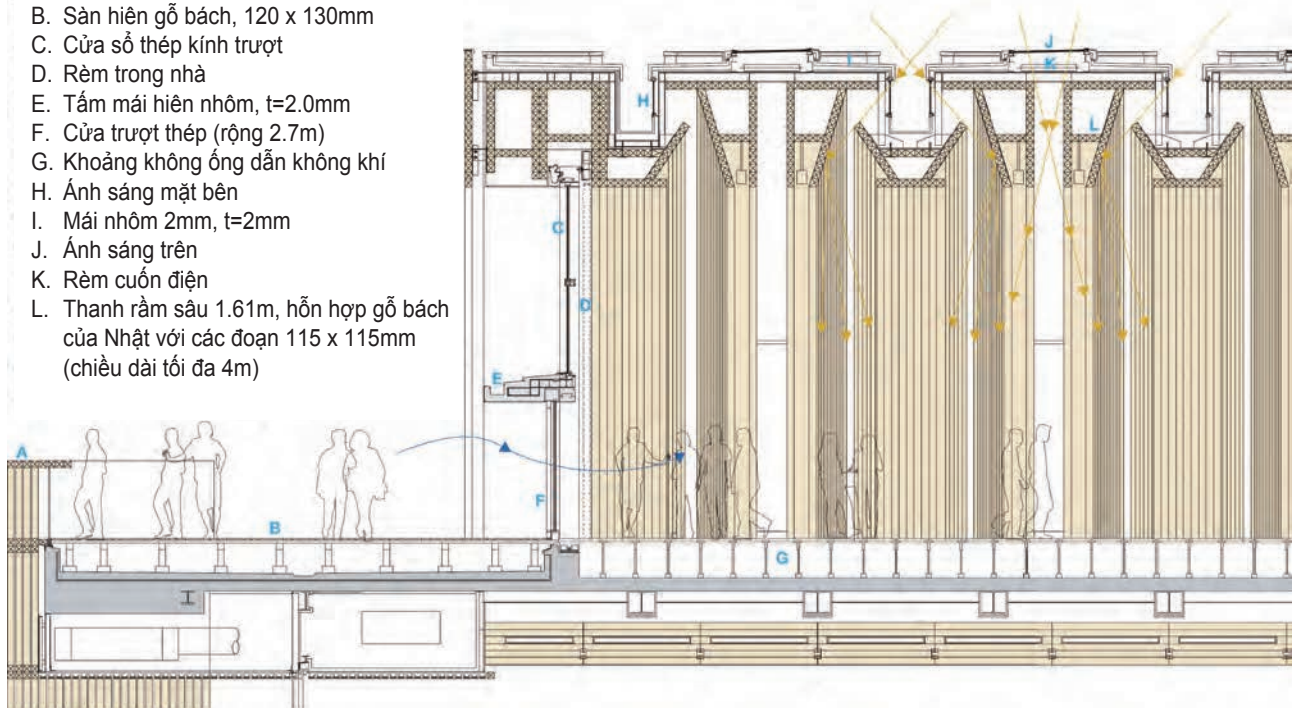 B. Sàn hiên gỗ bách, 120 x 130mm
C. Cửa sổ thép kính trượt
D. Rèm trong nhà
E. Tấm mái hiên nhôm, t=2.0mm
F. Cửa trượt thép (rộng 2.7m)
G. Khoảng không ống dẫn không khí
H. Ánh sáng mặt bên
I. Mái nhôm 2mm, t=2mm
J. Ánh sáng trên
K. Rèm cuốn điện
L. Thanh rầm sâu 1.61m, hỗn hợp gỗ bách
của Nhật với các đoạn 115 x 115mm
(chiều dài tối đa 4m)
J
I
K
H
L
C
D
E
A
F
B
G